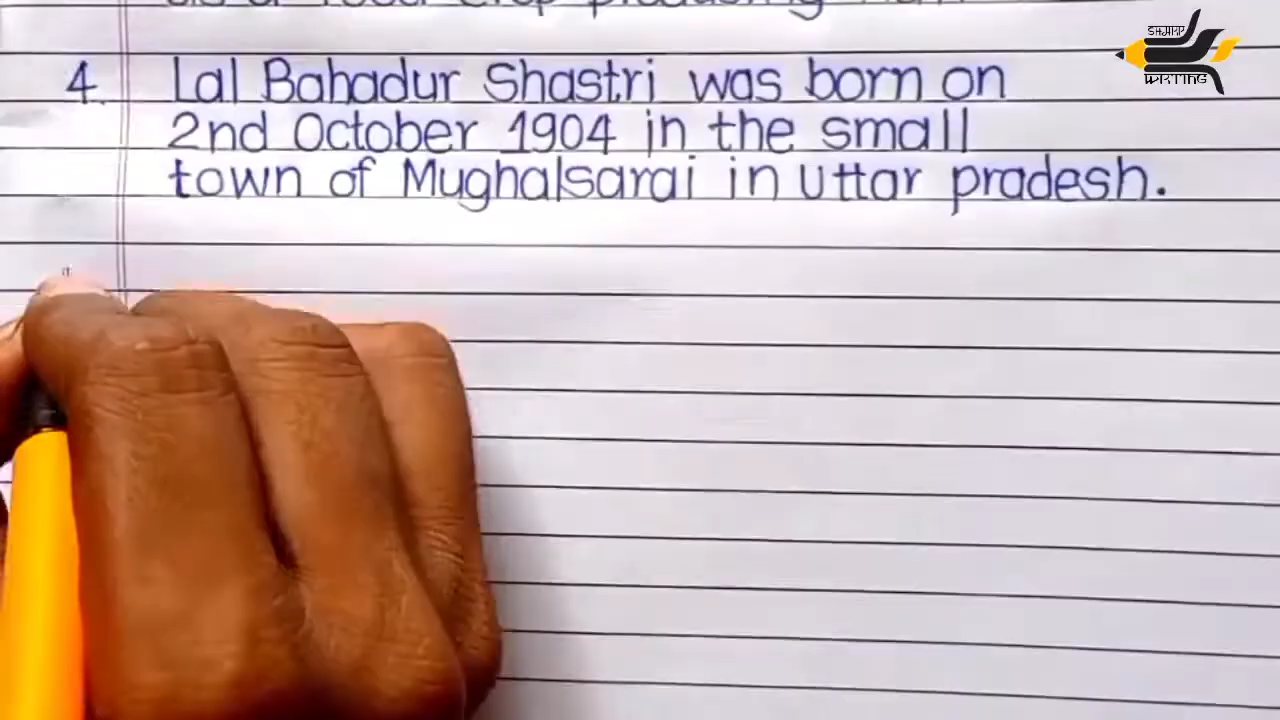 4. Lal Bahadur Shastri was born on
2nd October 1904 in the small
town of Mughalsarai in Uttar pradesh.
WRITING